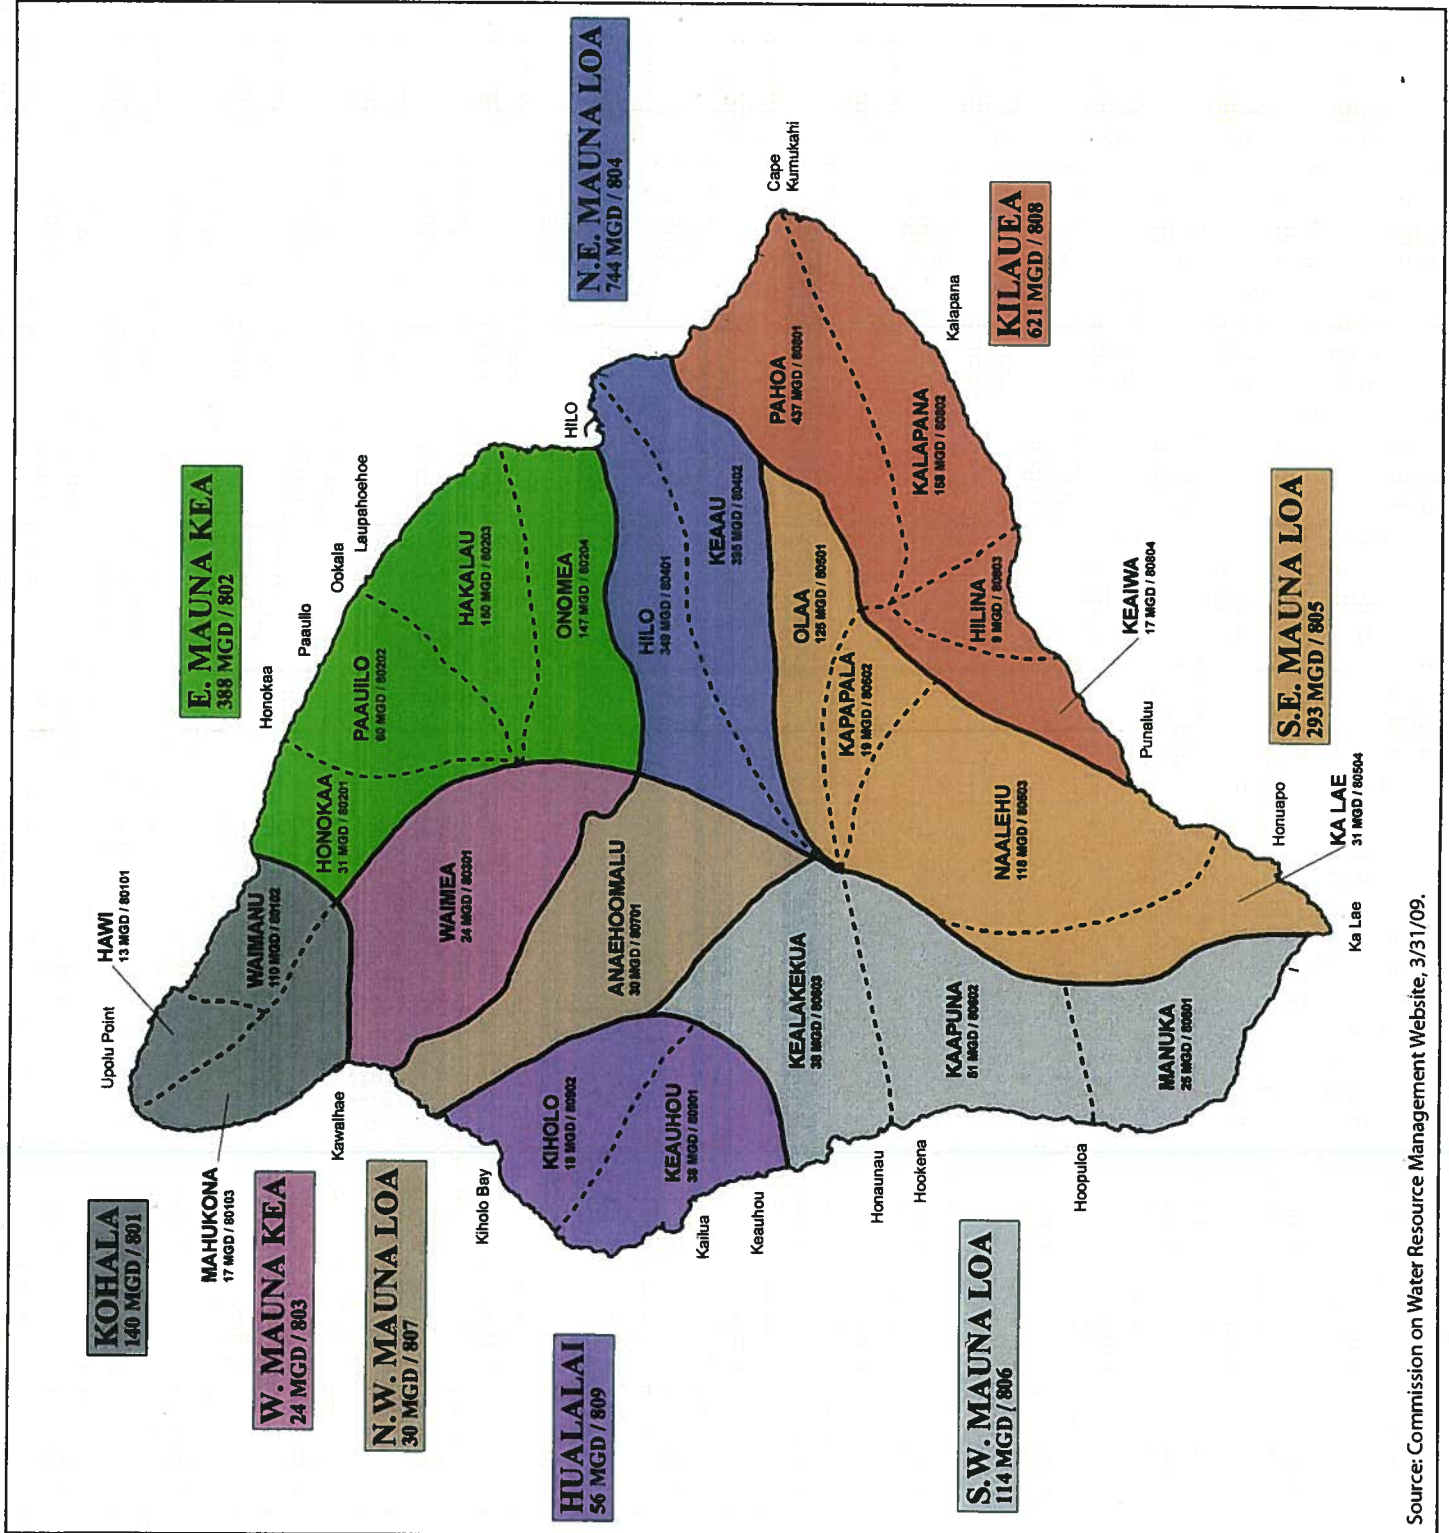 KOHALA
140 MGD / 801
W. MAUNA KEA
24 MGD / 803
N.W. MAUNA LOA
30 MGD / 807
HUALALAI
56 MGD / 809
S.W. MAUNA LOA
114 MGD / 806
E. MAUNA KEA
388 MGD / 802
N.E. MAUNA LOA
744 MGD / 804
KILAUEA
621 MGD / 808
S.E. MAUNA LOA
293 MGD / 805
Upolu Point
HAWI
13 MGD / 80101
WAIMANU
110 MGD / 80102
MAHUKONA
17 MGD / 80103
Kawaihae
Honokaa
Paauilo
Ookala
Laupahoehoe
HONOKAA
31 MGD / 80201
PAAUILO
60 MGD / 80202
HAKALAU
150 MGD / 80203
ONOMEA
147 MGD / 80204
WAIMEA
24 MGD / 80301
ANAEHOOMALU
30 MGD / 80701
HILO
HILO
349 MGD / 80401
KEAAU
395 MGD / 80402
Kiholo Bay
KIHOLO
18 MGD / 80902
KEAUHOU
38 MGD / 80901
Kailua
Keauhou
Cape
Kumukahi
PAHOA
437 MGD / 80801
KALAPANA
158 MGD / 80802
Kalapana
HILINA
9 MGD / 80803
KEAIWA
17 MGD / 80804
OLAA
125 MGD / 80501
KAPAPALA
19 MGD / 80502
NAALEHU
118 MGD / 80503
KA LAE
31 MGD / 80504
Punaluu
Honuapo
Ka Lae
KEALAKEKUA
38 MGD / 80603
KAAPUNA
51 MGD / 80602
MANUKA
25 MGD / 80601
Honaunau
Hookena
Hoopuloa
Source: Commission on Water Resource Management Website, 3/31/09.